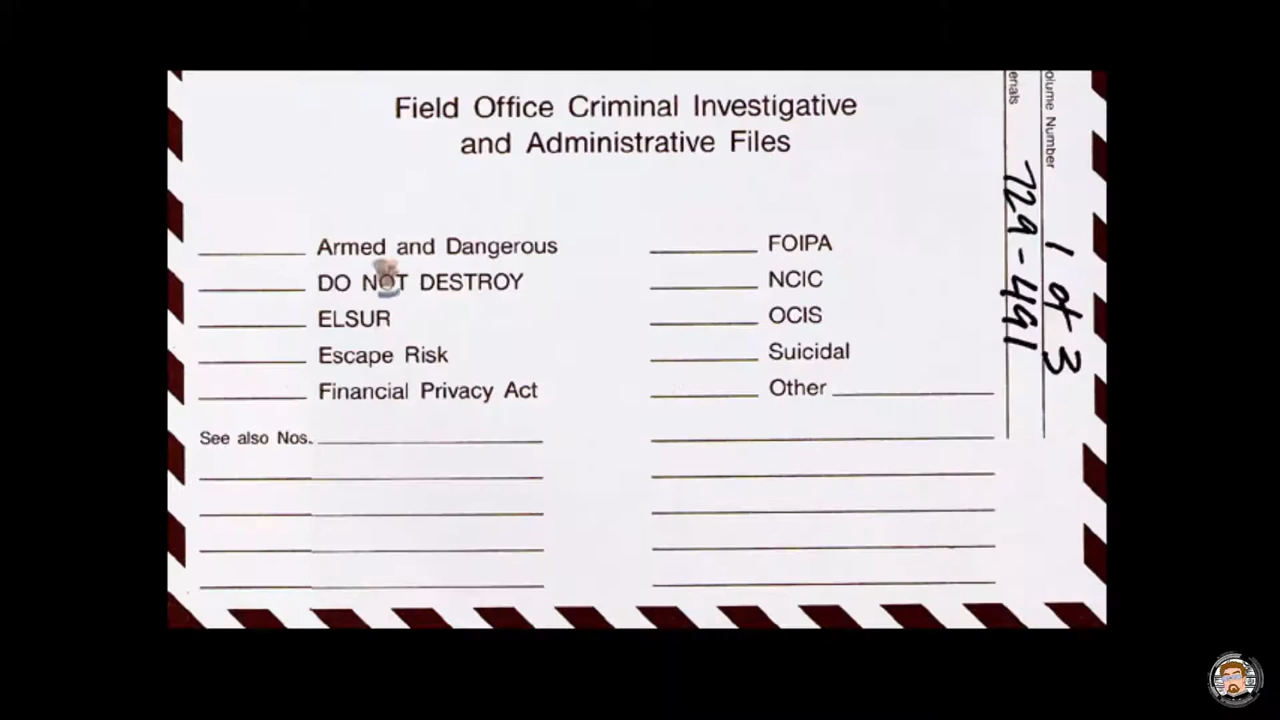 Field Office Criminal Investigative
and Administrative Files
Armed and Dangerous
DO NOT DESTROY
ELSUR
Escape Risk
Financial Privacy Act
See also Nos.
FOIPA
NCIC
OCIS
Suicidal
Other
olume Number
1 of 3
erials
729-491